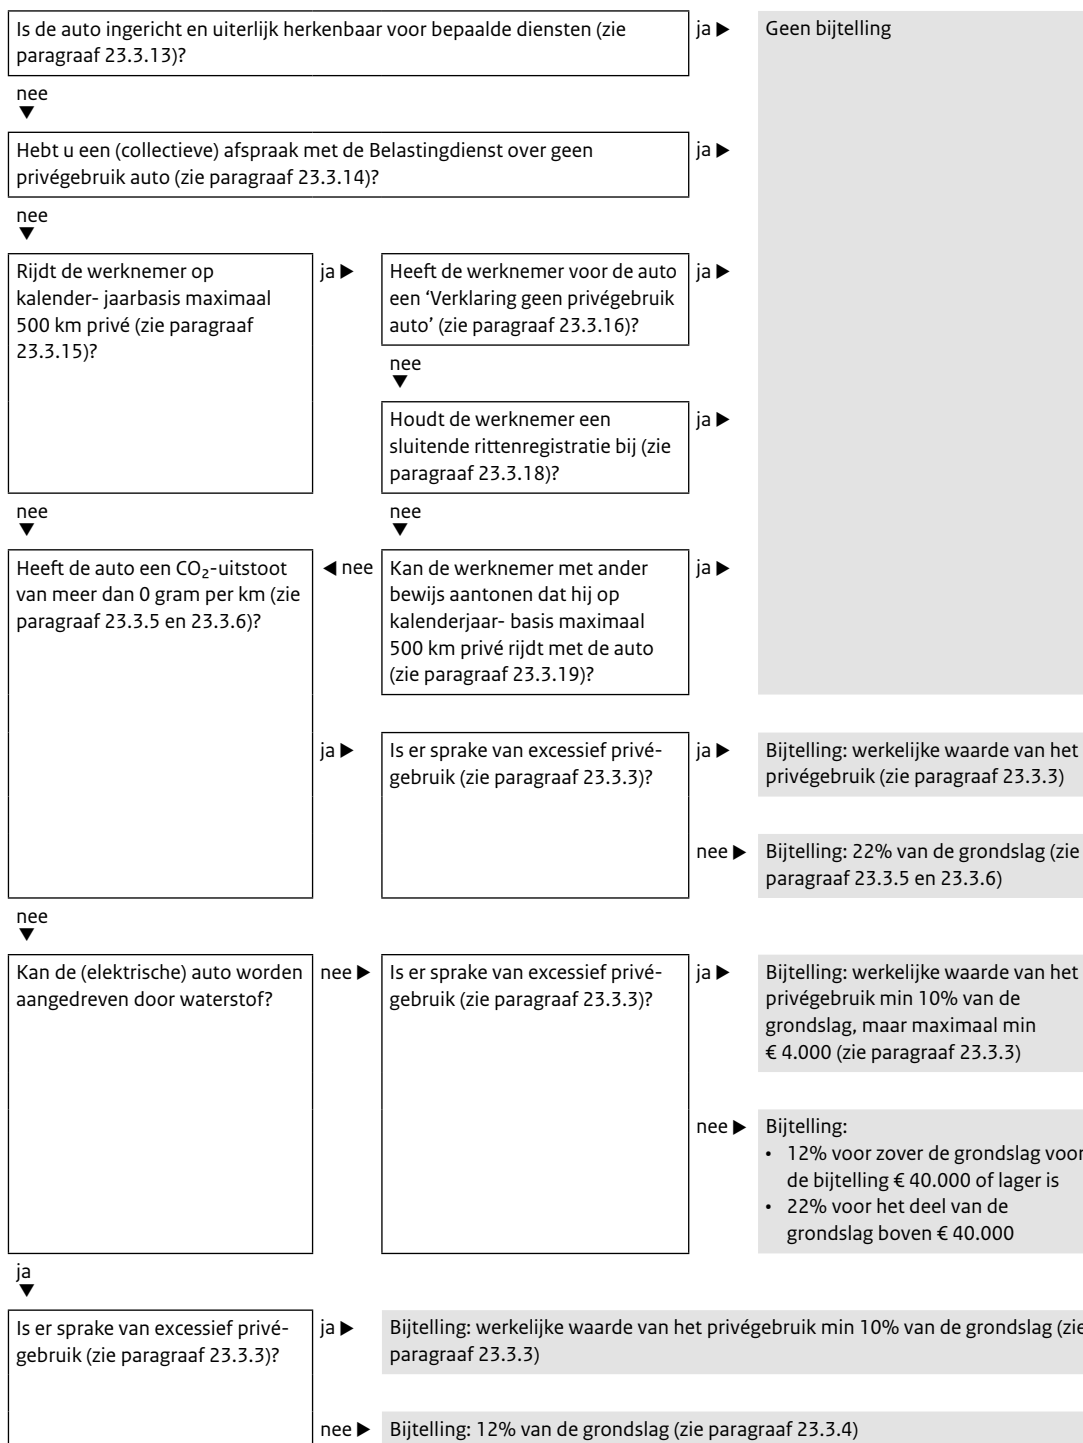 Is de auto ingericht en uiterlijk herkenbaar voor bepaalde diensten (zie
paragraaf 23.3.13)?
ja ▶
Geen bijtelling
nee
▼
Hebt u een (collectieve) afspraak met de Belastingdienst over geen
privégebruik auto (zie paragraaf 23.3.14)?
ja ▶
nee
▼
Rijdt de werknemer op
kalender- jaarbasis maximaal
500 km privé (zie paragraaf
23.3.15)?
ja ▶
Heeft de werknemer voor de auto
een ‘Verklaring geen privégebruik
auto’ (zie paragraaf 23.3.16)?
ja ▶
nee
▼
Houdt de werknemer een
sluitende rittenregistratie bij (zie
paragraaf 23.3.18)?
ja ▶
nee
▼
nee
▼
Heeft de auto een CO₂-uitstoot
van meer dan 0 gram per km (zie
paragraaf 23.3.5 en 23.3.6)?
◀ nee
Kan de werknemer met ander
bewijs aantonen dat hij op
kalenderjaar- basis maximaal
500 km privé rijdt met de auto
(zie paragraaf 23.3.19)?
ja ▶
ja ▶
Is er sprake van excessief privé-
gebruik (zie paragraaf 23.3.3)?
ja ▶
Bijtelling: werkelijke waarde van het
privégebruik (zie paragraaf 23.3.3)
nee ▶
Bijtelling: 22% van de grondslag (zie
paragraaf 23.3.5 en 23.3.6)
nee
▼
Kan de (elektrische) auto worden
aangedreven door waterstof?
nee ▶
Is er sprake van excessief privé-
gebruik (zie paragraaf 23.3.3)?
ja ▶
Bijtelling: werkelijke waarde van het
privégebruik min 10% van de
grondslag, maar maximaal min
€ 4.000 (zie paragraaf 23.3.3)
nee ▶
Bijtelling:
• 12% voor zover de grondslag voor
de bijtelling € 40.000 of lager is
• 22% voor het deel van de
grondslag boven € 40.000
ja
▼
Is er sprake van excessief privé-
gebruik (zie paragraaf 23.3.3)?
ja ▶
Bijtelling: werkelijke waarde van het privégebruik min 10% van de grondslag (zie
paragraaf 23.3.3)
nee ▶
Bijtelling: 12% van de grondslag (zie paragraaf 23.3.4)